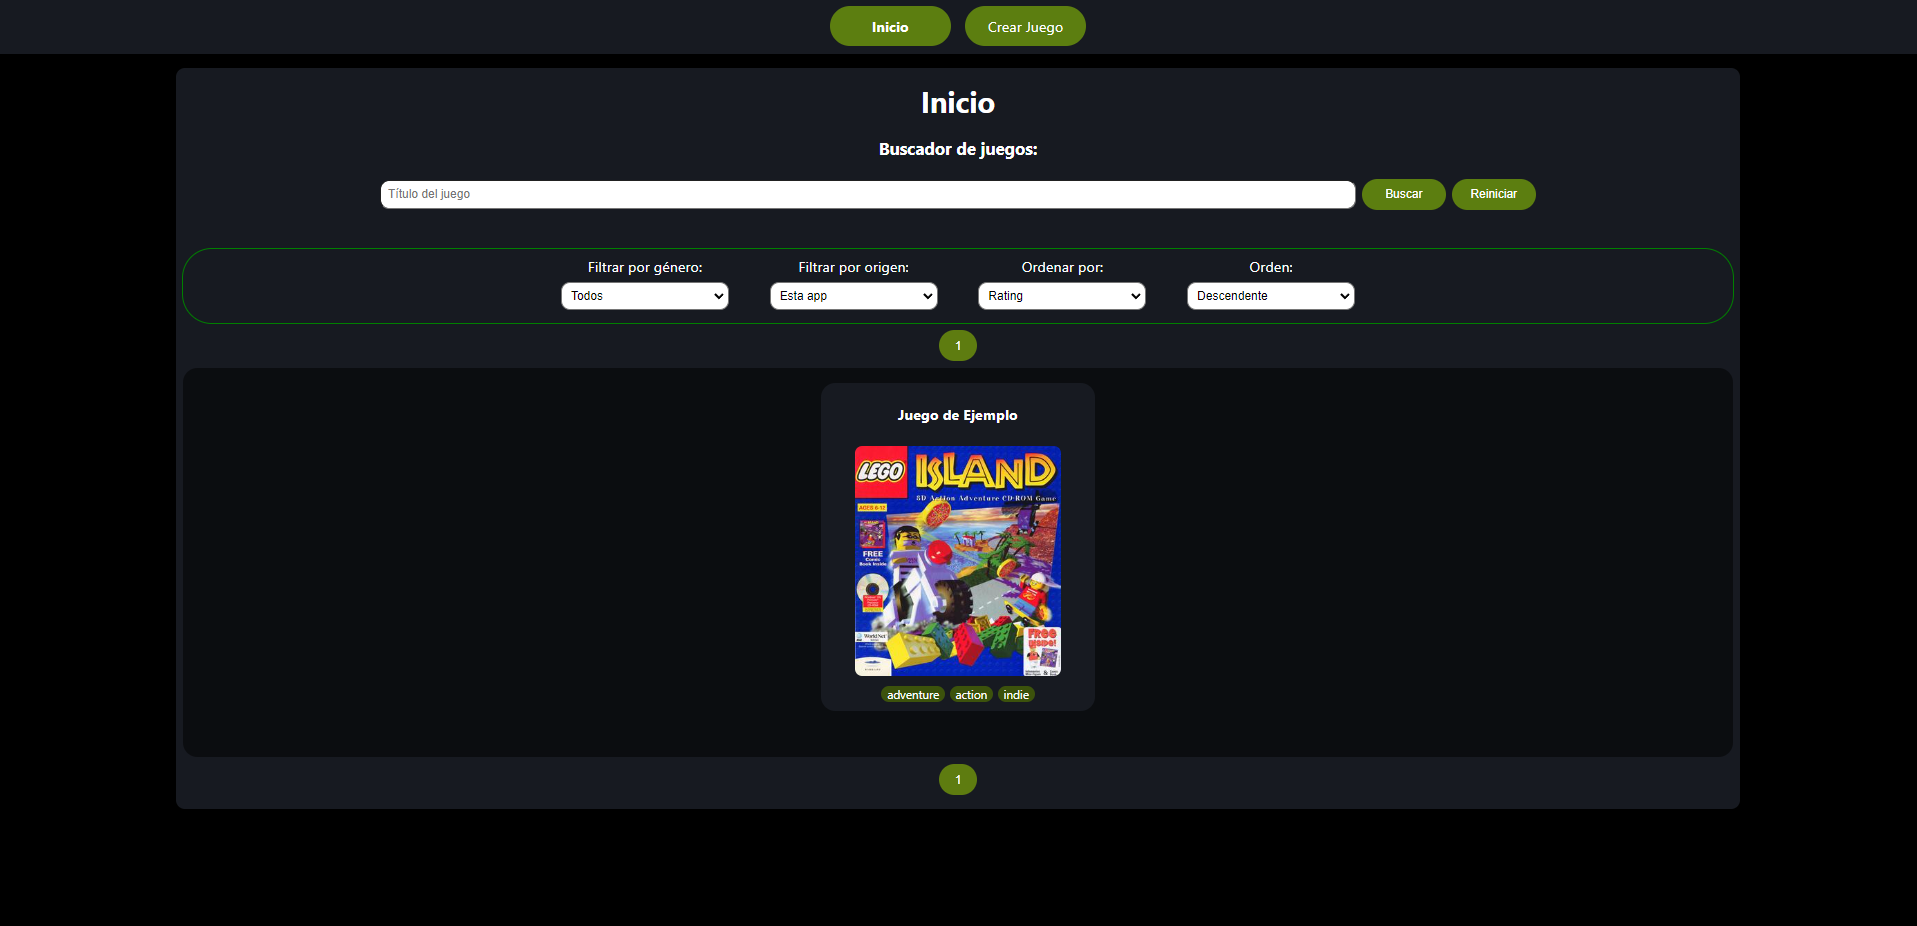 Inicio
Crear Juego
Inicio
Buscador de juegos:
Título del juego
Buscar
Reiniciar
Filtrar por género:
Filtrar por origen:
Ordenar por:
Orden:
Todos
Esta app
Rating
Descendente
1
Juego de Ejemplo
LEGO
ISLAND
3D Action Adventure CD-ROM Game
AGES 6-12
FREE
Comic
Book Inside
FREE
INSIDE!
adventure
action
indie
1